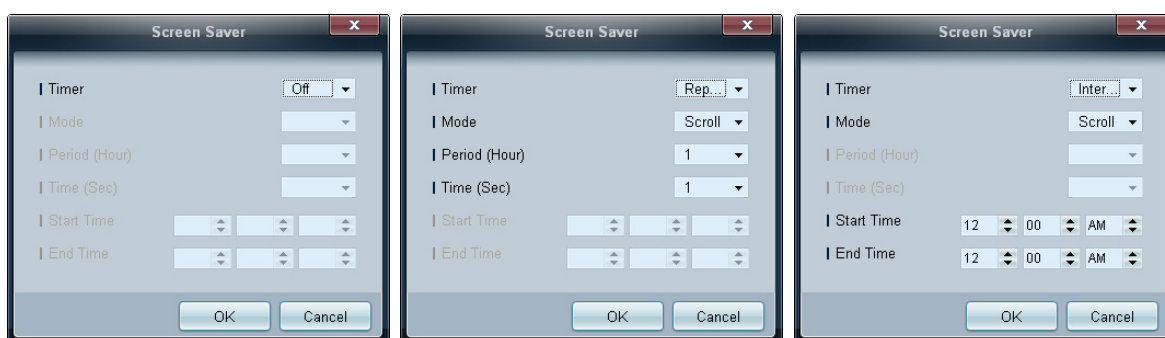 Screen Saver
x
Timer Off
Mode
Period (Hour)
Time (Sec)
Start Time
End Time
OK Cancel
Screen Saver
x
Timer Rep...
Mode Scroll
Period (Hour) 1
Time (Sec) 1
Start Time
End Time
OK Cancel
Screen Saver
x
Timer Inter...
Mode Scroll
Period (Hour)
Time (Sec)
Start Time 12 00 AM
End Time 12 00 AM
OK Cancel